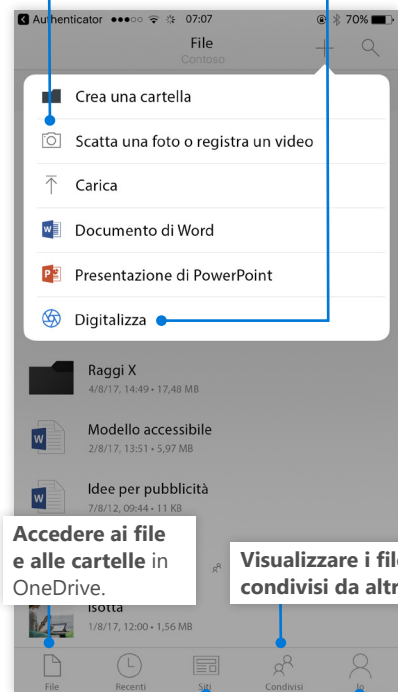 Authenticator 07:07 70%
File
Contoso
Crea una cartella
Scatta una foto o registra un video
Carica
Documento di Word
Presentazione di PowerPoint
Digitalizza
Raggi X
4/8/17, 14:49 • 17,48 MB
Modello accessibile
2/8/17, 13:51 • 5,97 MB
Idee per pubblicità
7/8/12, 09:44 • 11 KB
Accedere ai file
e alle cartelle in
OneDrive.
Visualizzare i file
condivisi da altr
Isotta
1/8/17, 12:00 • 1,56 MB
File Recenti Siti Condivisi Io